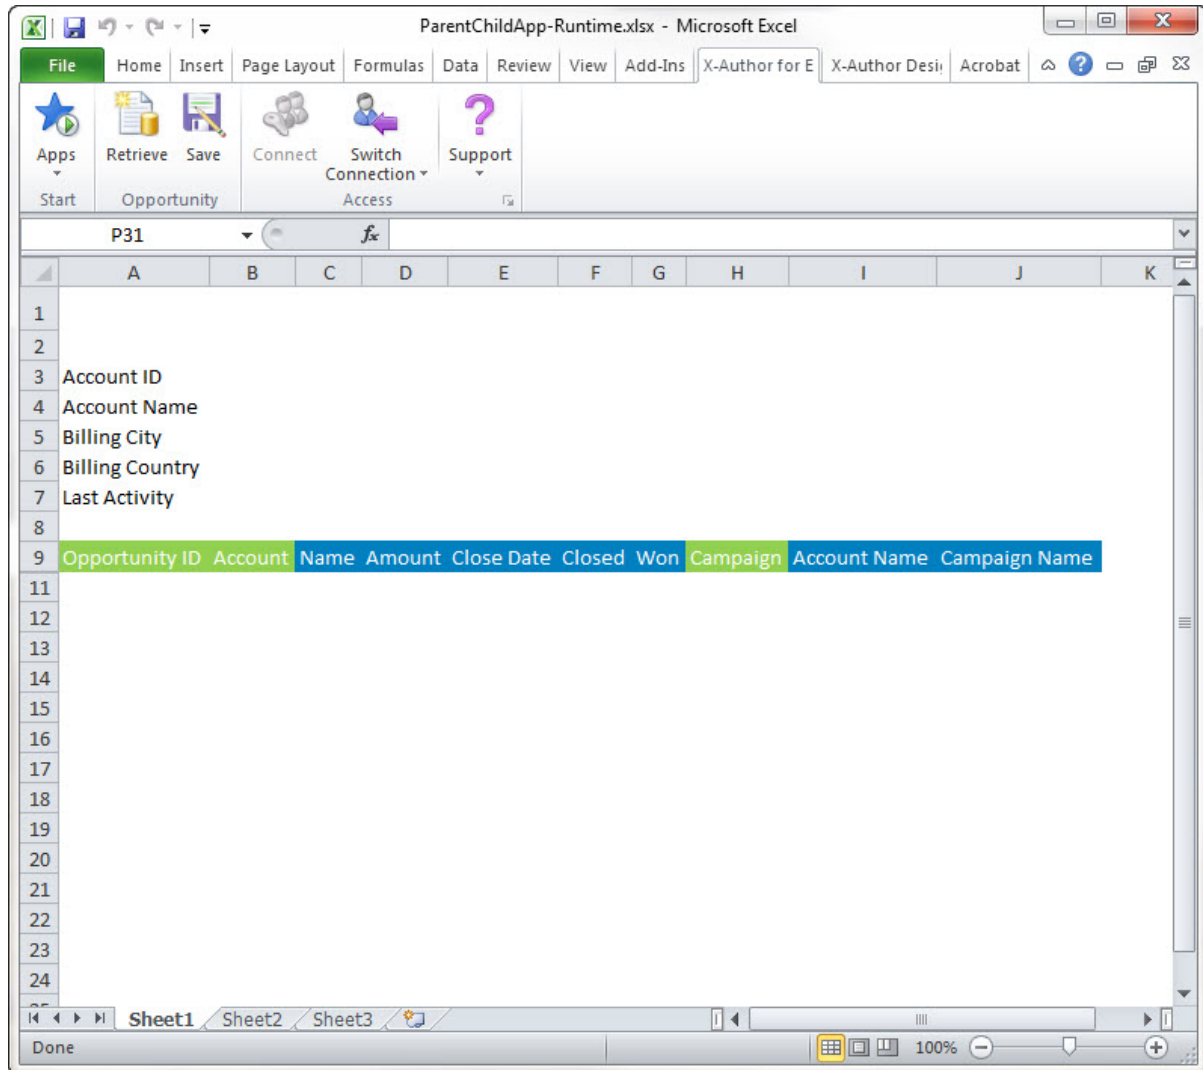 ParentChildApp-Runtime.xlsx - Microsoft Excel
File Home Insert Page Layout Formulas Data Review View Add-Ins X-Author for E X-Author Desi Acrobat
Apps Retrieve Save Connect Switch Connection Support
Start Opportunity Access
P31 fx
A B C D E F G H I J K
1
2
3 Account ID
4 Account Name
5 Billing City
6 Billing Country
7 Last Activity
8
9 Opportunity ID Account Name Amount Close Date Closed Won Campaign Account Name Campaign Name
11
12
13
14
15
16
17
18
19
20
21
22
23
24
Sheet1 Sheet2 Sheet3
Done 100%